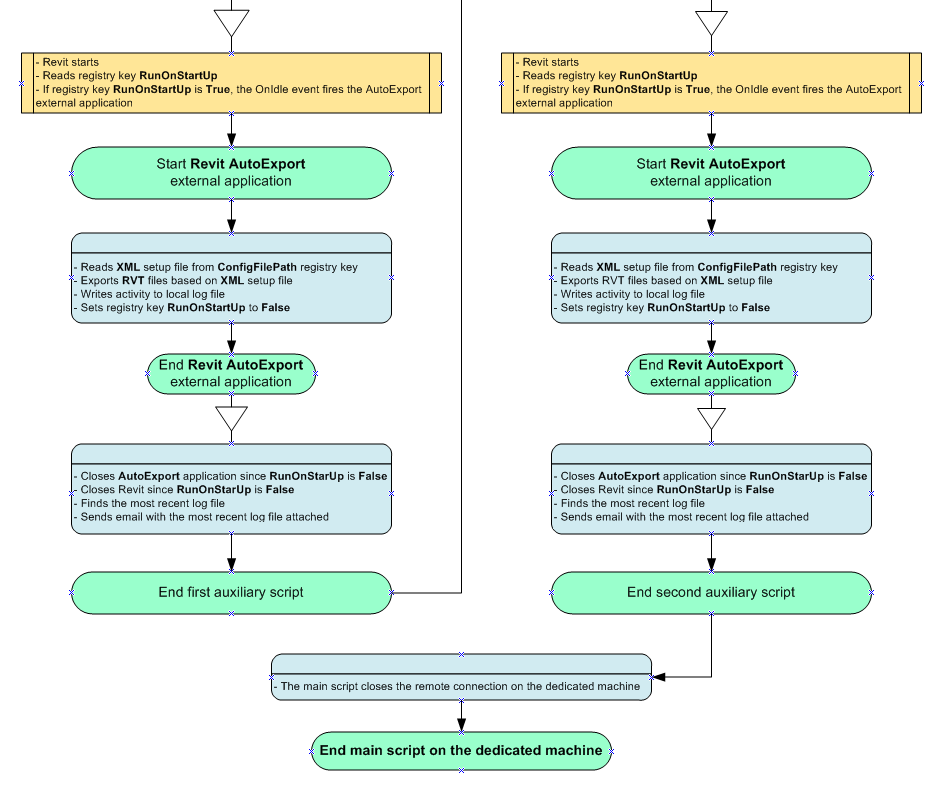 - Revit starts
- Reads registry key RunOnStartUp
- If registry key RunOnStartUp is True, the OnIdle event fires the AutoExport
external application
Start Revit AutoExport
external application
- Reads XML setup file from ConfigFilePath registry key
- Exports RVT files based on XML setup file
- Writes activity to local log file
- Sets registry key RunOnStartUp to False
End Revit AutoExport
external application
- Closes AutoExport application since RunOnStarUp is False
- Closes Revit since RunOnStarUp is False
- Finds the most recent log file
- Sends email with the most recent log file attached
End first auxiliary script
- Revit starts
- Reads registry key RunOnStartUp
- If registry key RunOnStartUp is True, the OnIdle event fires the AutoExport
external application
Start Revit AutoExport
external application
- Reads XML setup file from ConfigFilePath registry key
- Exports RVT files based on XML setup file
- Writes activity to local log file
- Sets registry key RunOnStartUp to False
End Revit AutoExport
external application
- Closes AutoExport application since RunOnStarUp is False
- Closes Revit since RunOnStarUp is False
- Finds the most recent log file
- Sends email with the most recent log file attached
End second auxiliary script
- The main script closes the remote connection on the dedicated machine
End main script on the dedicated machine